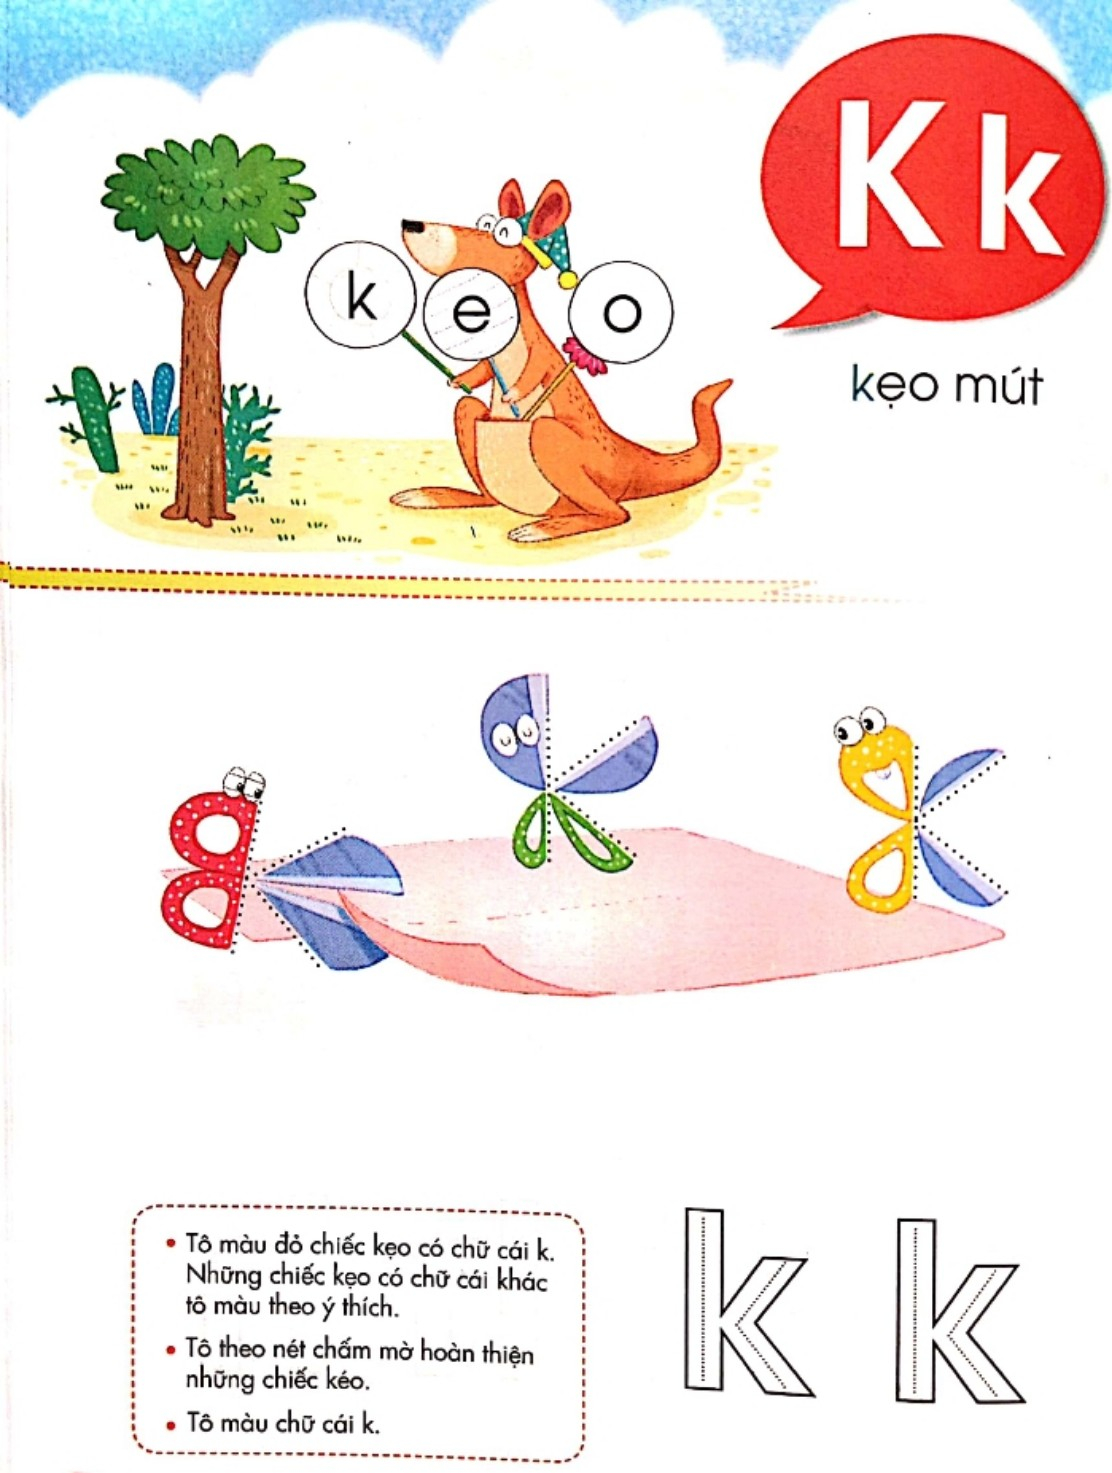 K k
k e o
kẹo mút
• Tô màu đỏ chiếc kẹo có chữ cái k.
Những chiếc kẹo có chữ cái khác
tô màu theo ý thích.
• Tô theo nét chấm mờ hoàn thiện
những chiếc kéo.
• Tô màu chữ cái k.
k k